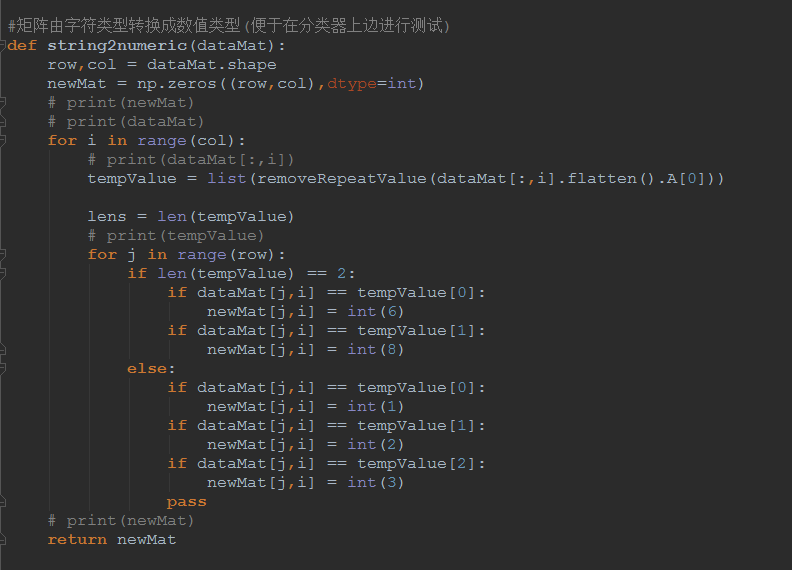 #矩阵由字符类型转换成数值类型(便于在分类器上边进行测试)
def string2numeric(dataMat):
    row,col = dataMat.shape
    newMat = np.zeros((row,col),dtype=int)
    # print(newMat)
    # print(dataMat)
    for i in range(col):
        # print(dataMat[:,i])
        tempValue = list(removeRepeatValue(dataMat[:,i].flatten().A[0]))

        lens = len(tempValue)
        # print(tempValue)
        for j in range(row):
            if len(tempValue) == 2:
                if dataMat[j,i] == tempValue[0]:
                    newMat[j,i] = int(6)
                if dataMat[j,i] == tempValue[1]:
                    newMat[j,i] = int(8)
            else:
                if dataMat[j,i] == tempValue[0]:
                    newMat[j,i] = int(1)
                if dataMat[j,i] == tempValue[1]:
                    newMat[j,i] = int(2)
                if dataMat[j,i] == tempValue[2]:
                    newMat[j,i] = int(3)
                pass
    # print(newMat)
    return newMat